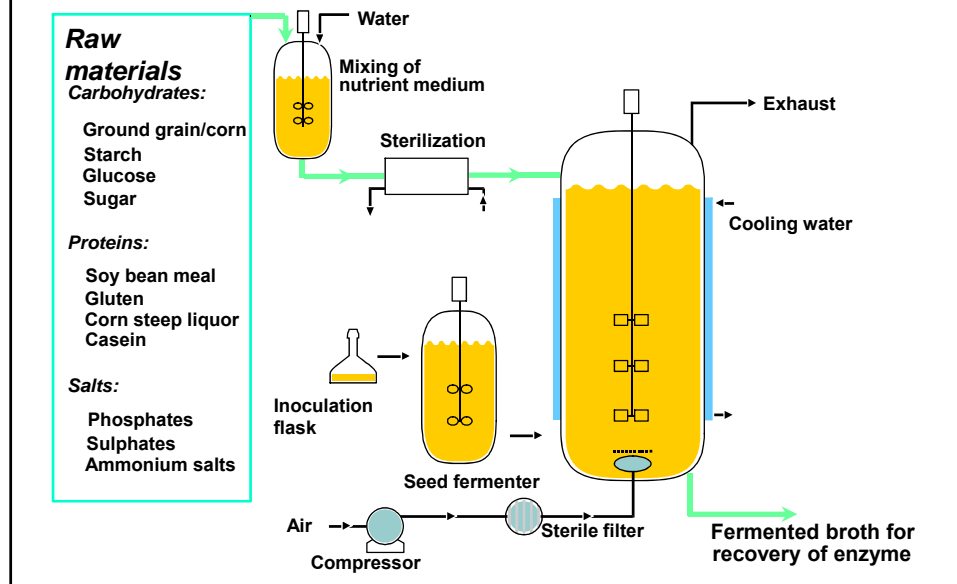 Raw
materials
Carbohydrates:
Ground grain/corn
Starch
Glucose
Sugar
Proteins:
Soy bean meal
Gluten
Corn steep liquor
Casein
Salts:
Phosphates
Sulphates
Ammonium salts
Water
Mixing of
nutrient medium
Sterilization
Exhaust
Cooling water
Inoculation
flask
Seed fermenter
Air
Compressor
Sterile filter
Fermented broth for
recovery of enzyme